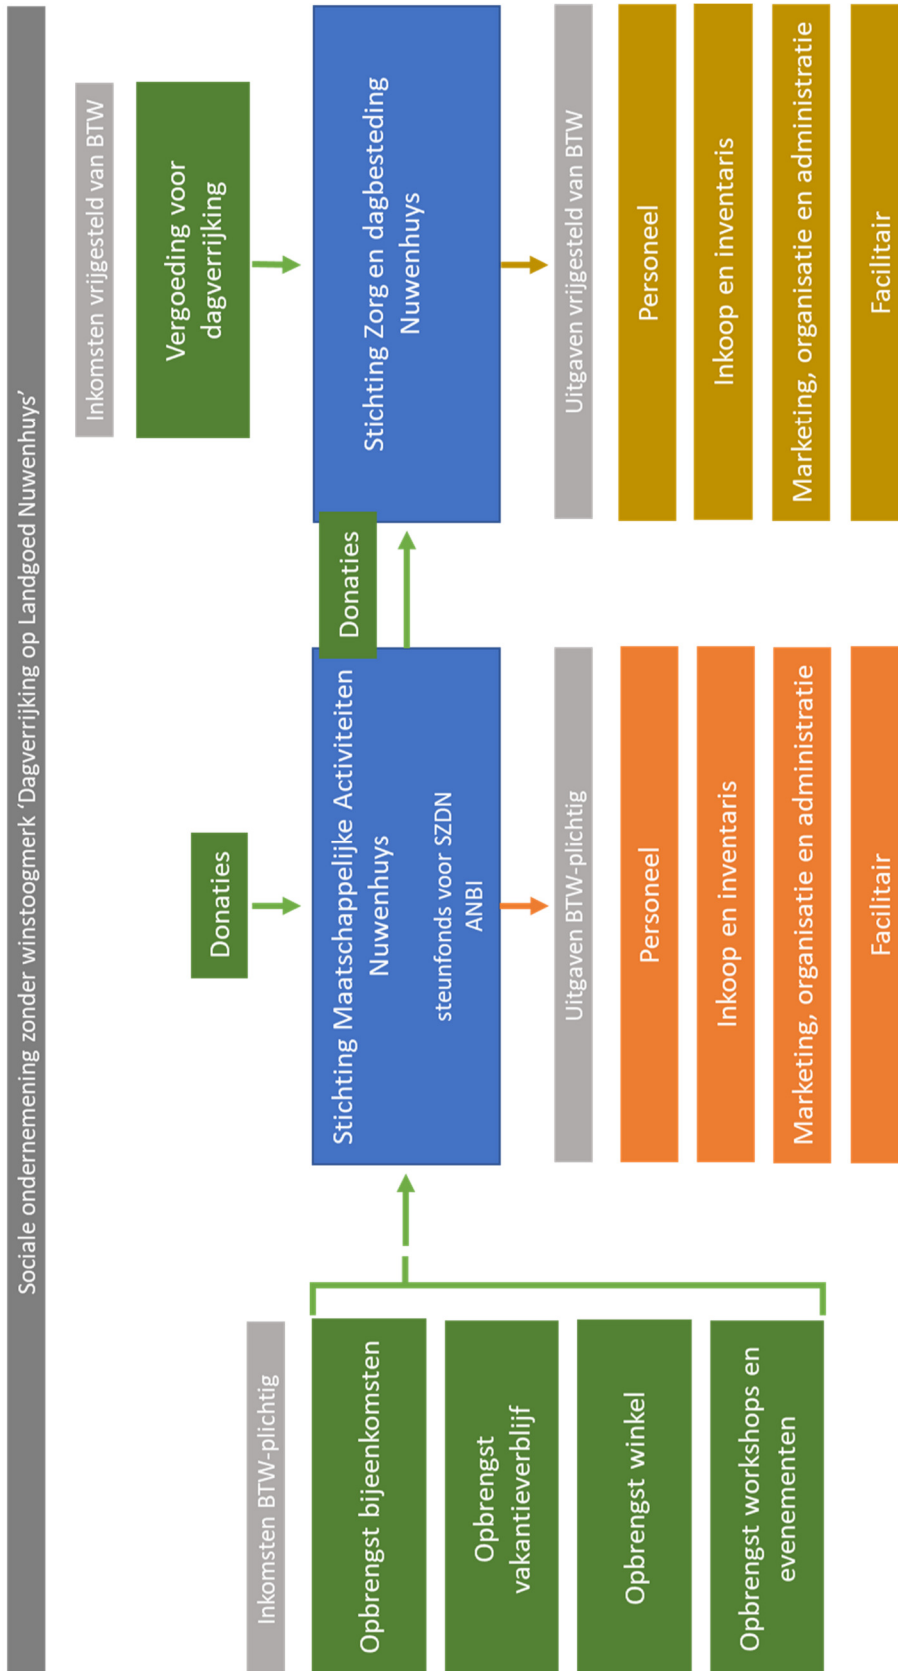 Sociale ondernemening zonder winstoogmerk ‘Dagverrijking op Landgoed Nuwenhuys’
Inkomsten BTW-plichtig
Opbrengst bijeenkomsten
Opbrengst
vakantieverblijf
Opbrengst winkel
Opbrengst workshops en
evenementen
Donaties
Stichting Maatschappelijke Activiteiten
Nuwenhuys
steunfonds voor SZDN
ANBI
Uitgaven BTW-plichtig
Personeel
Inkoop en inventaris
Marketing, organisatie en administratie
Facilitair
Donaties
Inkomsten vrijgesteld van BTW
Vergoeding voor
dagverrijking
Stichting Zorg en dagbesteding
Nuwenhuys
Uitgaven vrijgesteld van BTW
Personeel
Inkoop en inventaris
Marketing, organisatie en administratie
Facilitair